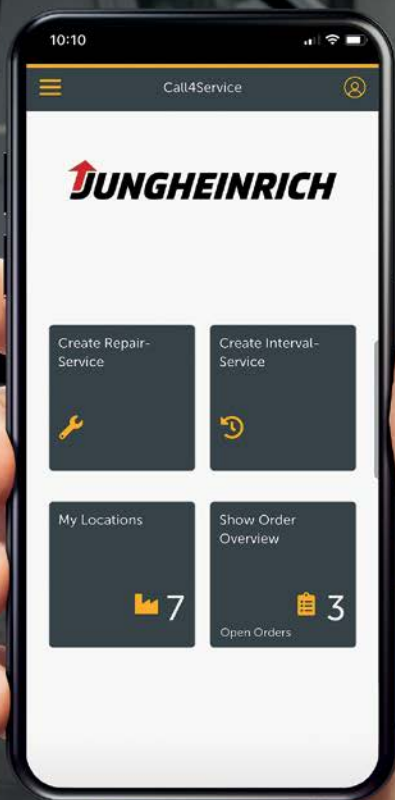 10:10
Call4Service
JUNGHEINRICH
Create Repair-
Service
Create Interval-
Service
My Locations
7
Show Order
Overview
3
Open Orders